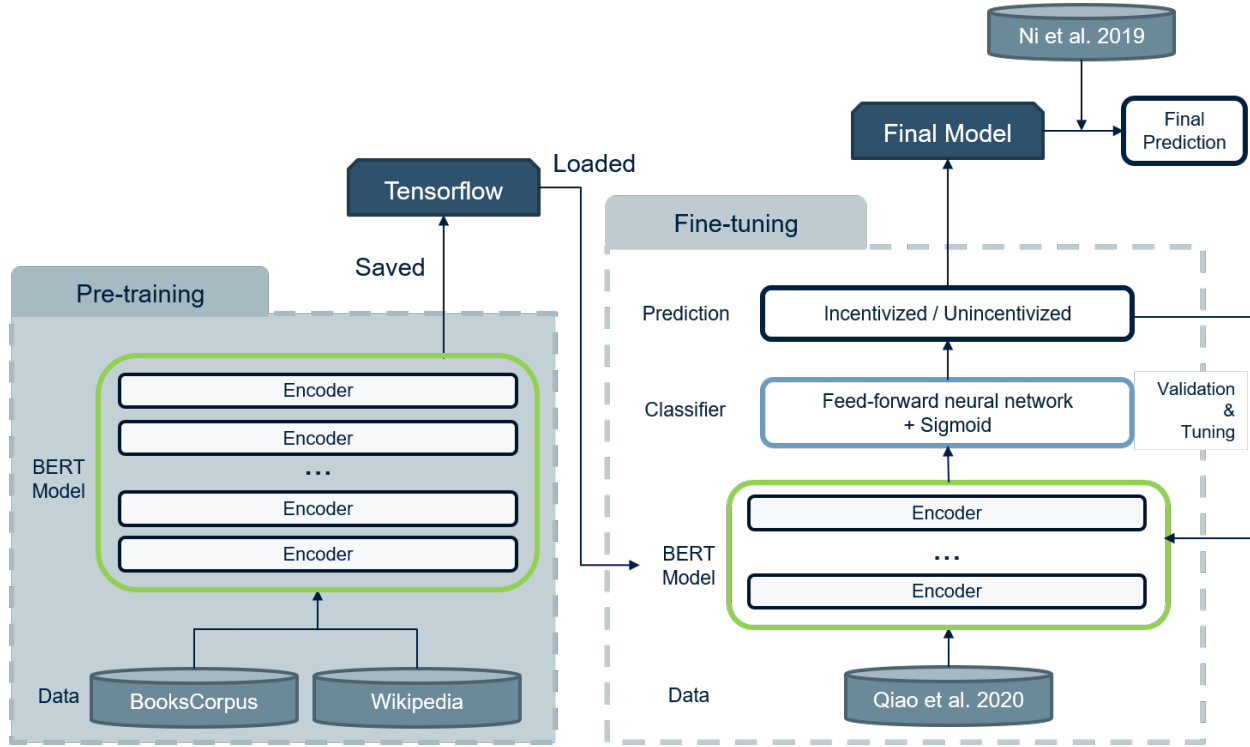 Ni et al. 2019
Final Model
Final
Prediction
Loaded
Tensorflow
Saved
Pre-training
Encoder
Encoder
...
Encoder
Encoder
BERT
Model
Data
BooksCorpus
Wikipedia
Fine-tuning
Prediction
Incentivized / Unincentivized
Classifier
Feed-forward neural network
+ Sigmoid
Validation
&
Tuning
BERT
Model
Encoder
...
Encoder
Data
Qiao et al. 2020